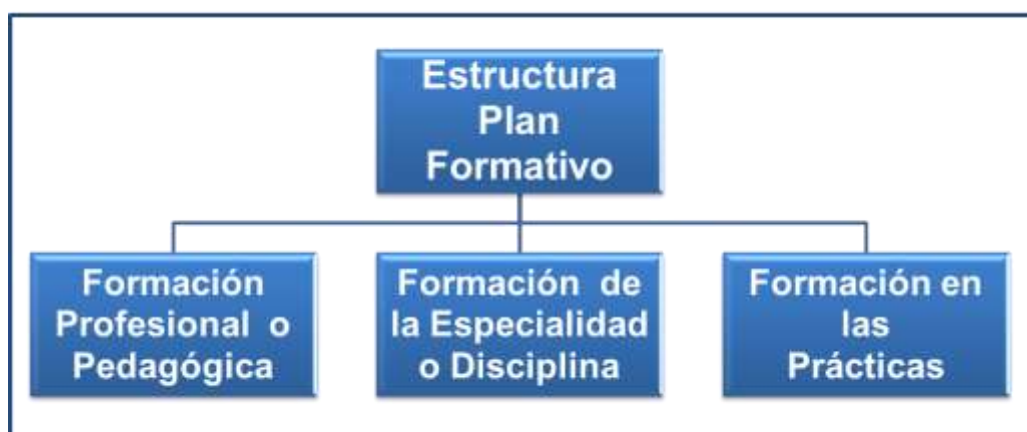 Estructura
Plan
Formativo
Formación
Profesional o
Pedagógica
Formación de
la Especialidad
o Disciplina
Formación en
las
Prácticas